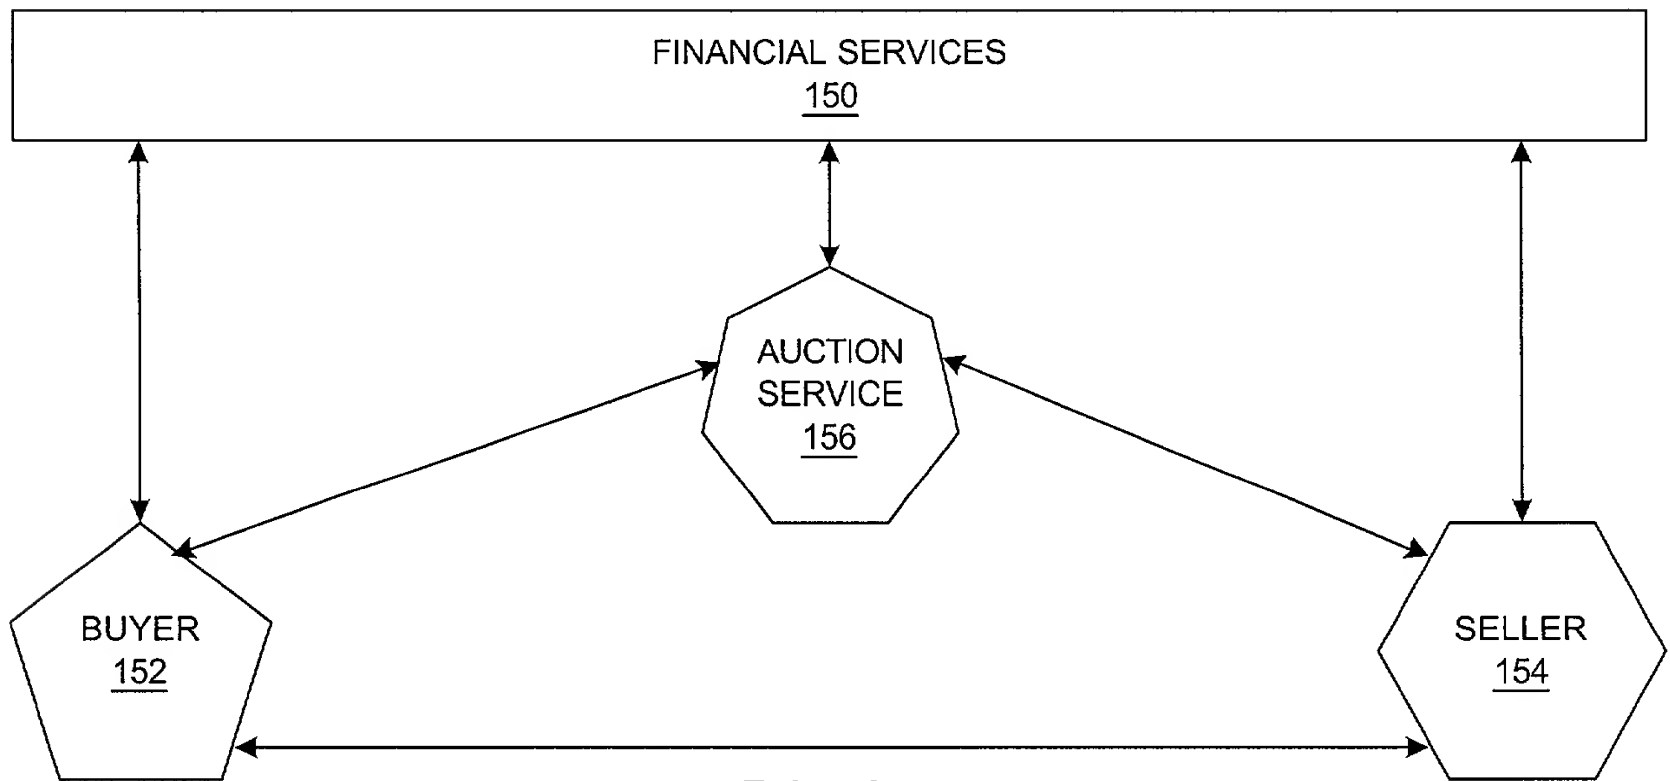 FINANCIAL SERVICES
150
AUCTION
SERVICE
156
BUYER
152
SELLER
154